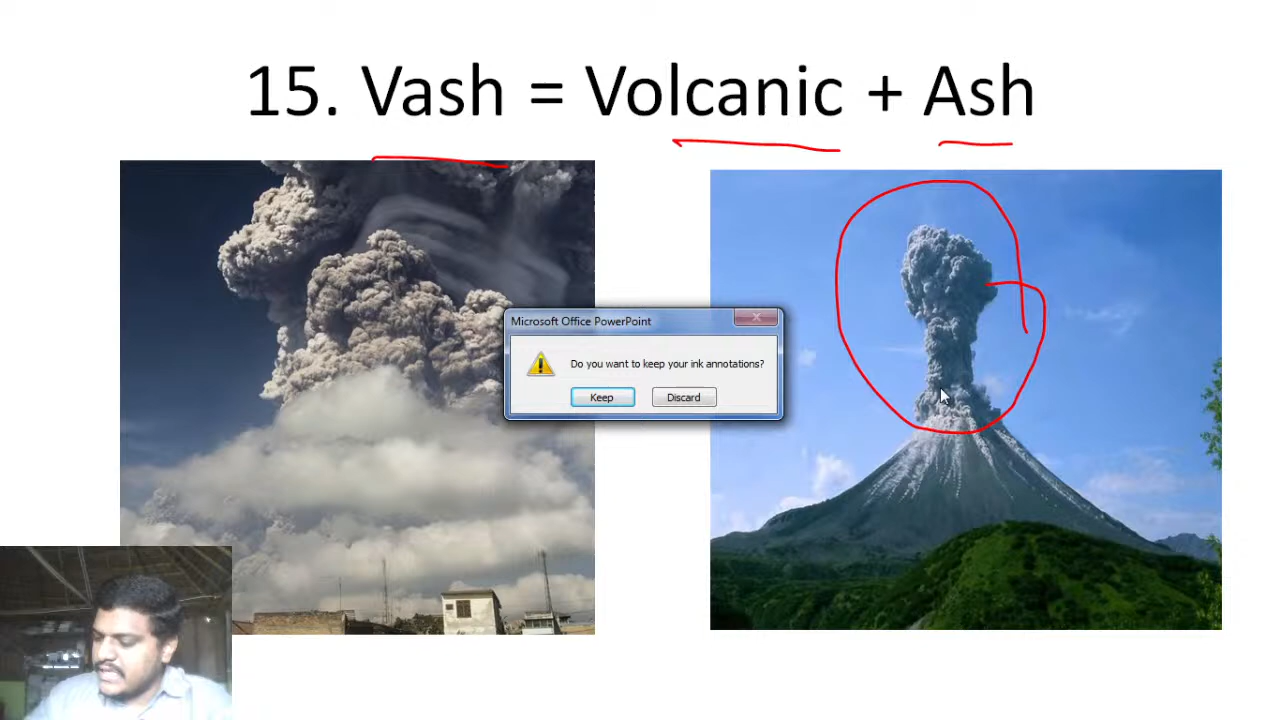 15. Vash = Volcanic + Ash
Microsoft Office PowerPoint
Do you want to keep your ink annotations?
Keep
Discard